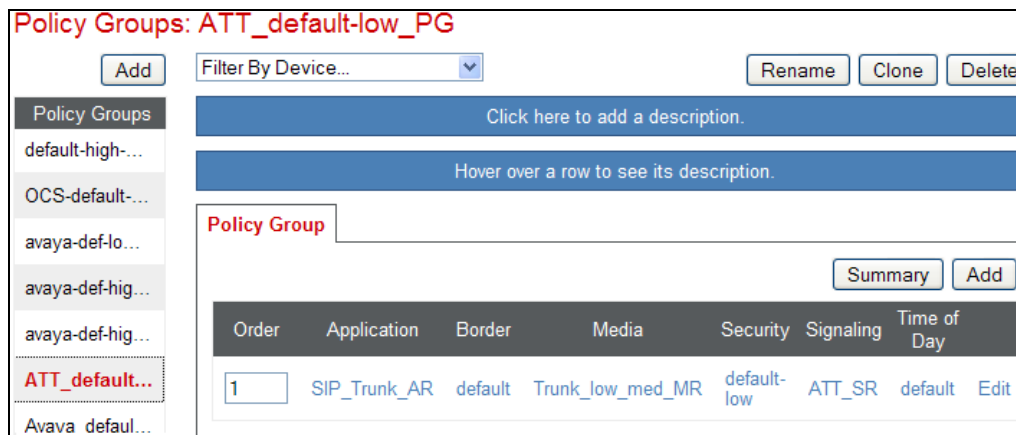 Policy Groups: ATT_default-low_PG
Add
Filter By Device...
Rename Clone Delete
Policy Groups
default-high-...
OCS-default-...
avaya-def-lo...
avaya-def-hig...
avaya-def-hig...
ATT_default...
Avaya_defaul...
Click here to add a description.
Hover over a row to see its description.
Policy Group
Summary Add
Order Application Border Media Security Signaling Time of Day
1 SIP_Trunk_AR default Trunk_low_med_MR default-low ATT_SR default Edit